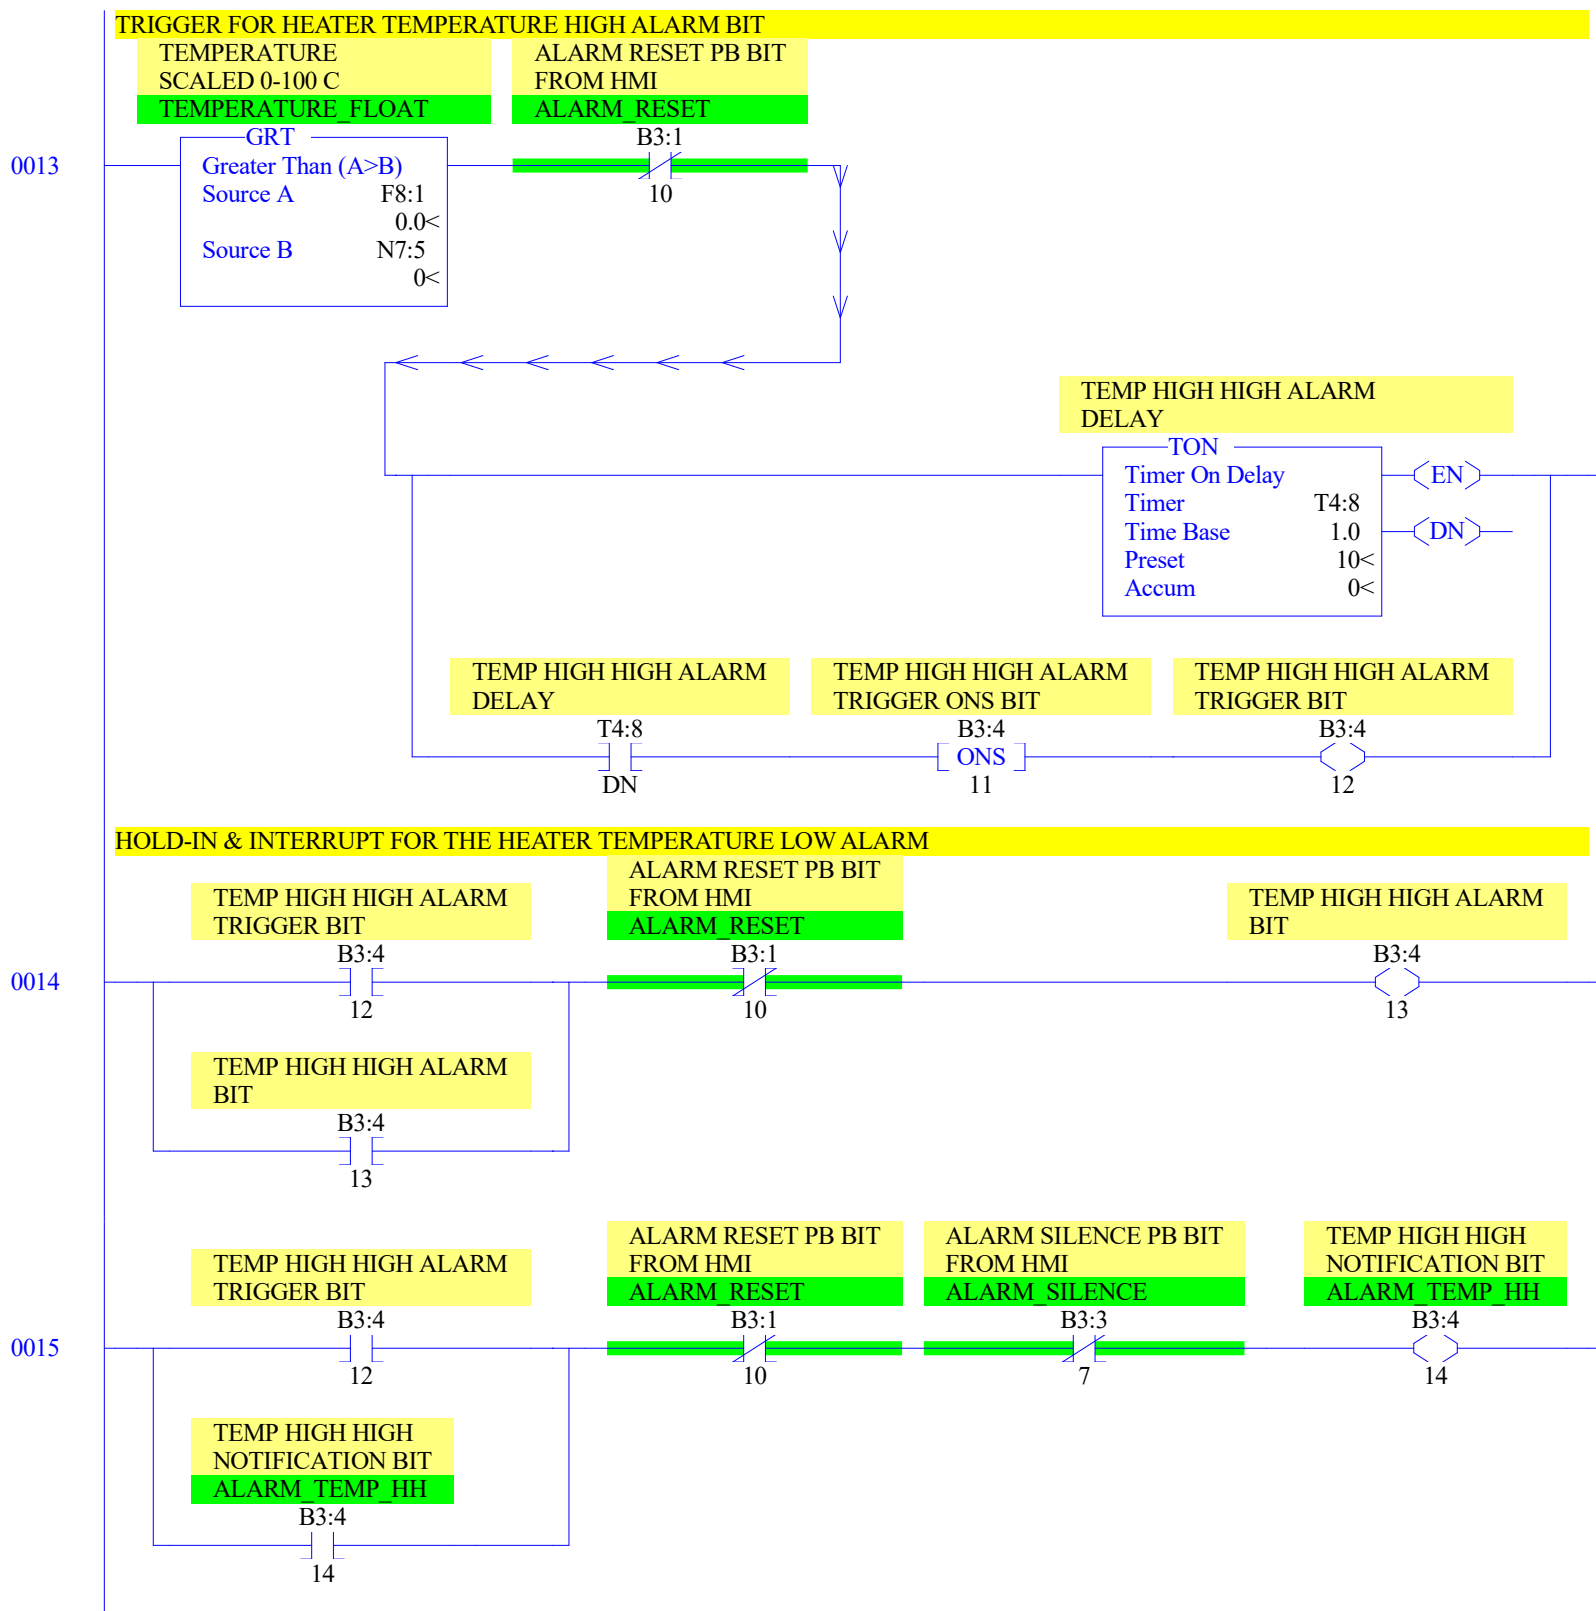 TRIGGER FOR HEATER TEMPERATURE HIGH ALARM BIT
TEMPERATURE
SCALED 0-100 C
TEMPERATURE_FLOAT
ALARM RESET PB BIT
FROM HMI
ALARM_RESET
0013
GRT
Greater Than (A>B)
Source A F8:1
0.0<
Source B N7:5
0<
B3:1
10
TEMP HIGH HIGH ALARM
DELAY
TON
Timer On Delay
Timer T4:8
Time Base 1.0
Preset 10<
Accum 0<
EN
DN
TEMP HIGH HIGH ALARM
DELAY
T4:8
DN
TEMP HIGH HIGH ALARM
TRIGGER ONS BIT
B3:4
ONS
11
TEMP HIGH HIGH ALARM
TRIGGER BIT
B3:4
12
HOLD-IN & INTERRUPT FOR THE HEATER TEMPERATURE LOW ALARM
0014
TEMP HIGH HIGH ALARM
TRIGGER BIT
B3:4
12
ALARM RESET PB BIT
FROM HMI
ALARM_RESET
B3:1
10
TEMP HIGH HIGH ALARM
BIT
B3:4
13
TEMP HIGH HIGH ALARM
BIT
B3:4
13
0015
TEMP HIGH HIGH ALARM
TRIGGER BIT
B3:4
12
ALARM RESET PB BIT
FROM HMI
ALARM_RESET
B3:1
10
ALARM SILENCE PB BIT
FROM HMI
ALARM_SILENCE
B3:3
7
TEMP HIGH HIGH
NOTIFICATION BIT
ALARM_TEMP_HH
B3:4
14
TEMP HIGH HIGH
NOTIFICATION BIT
ALARM_TEMP_HH
B3:4
14